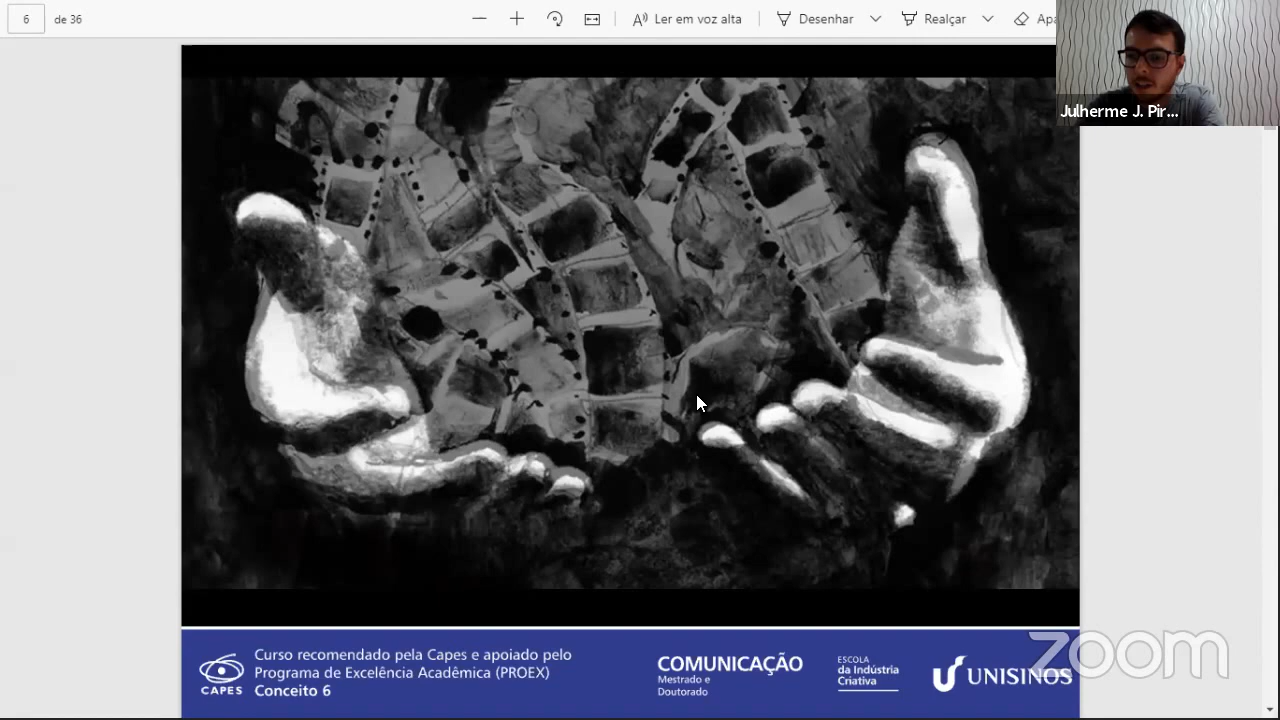 6
de 36
Ler em voz alta
Desenhar
Realçar
Apa
Julherme J. Pir...
Curso recomendado pela Capes e apoiado pelo
Programa de Excelência Acadêmica (PROEX)
Conceito 6
CAPES
COMUNICAÇÃO
Mestrado e
Doutorado
ESCOLA
da Indústria
Criativa
UNISINOS
zoom